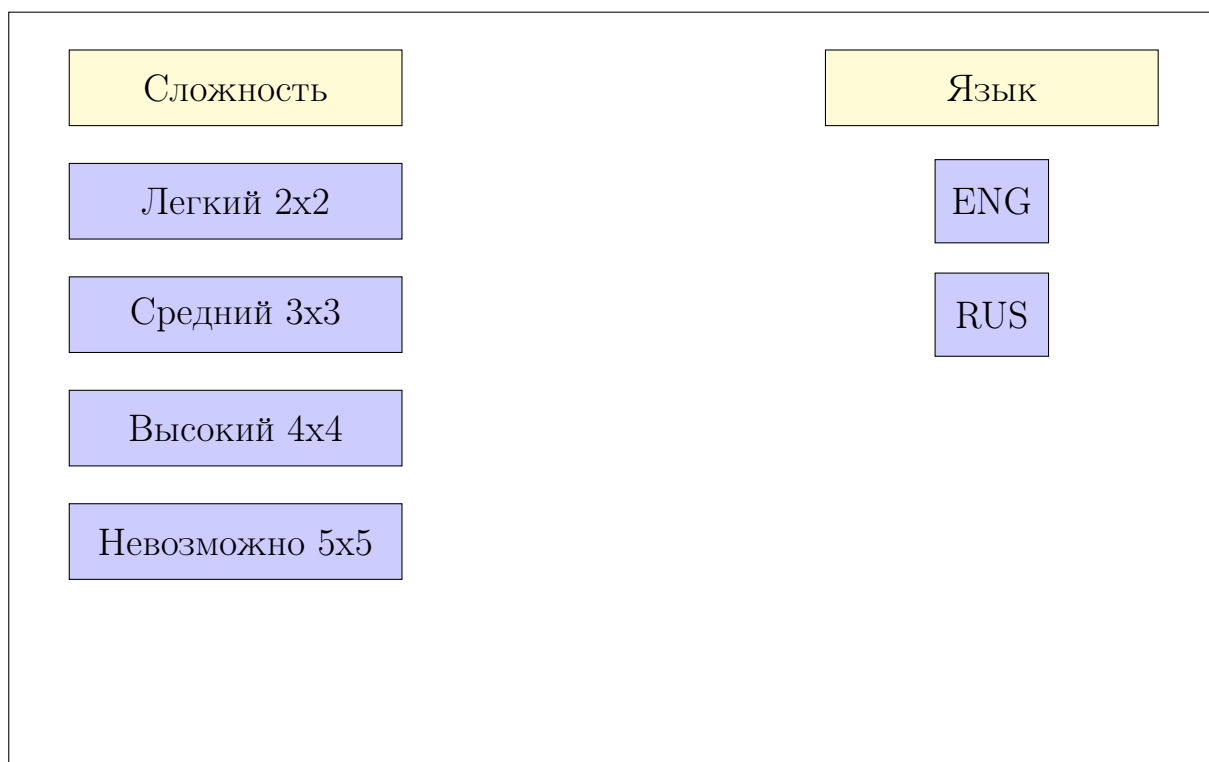 Сложность
Легкий 2x2
Средний 3x3
Высокий 4x4
Невозможно 5x5
Язык
ENG
RUS